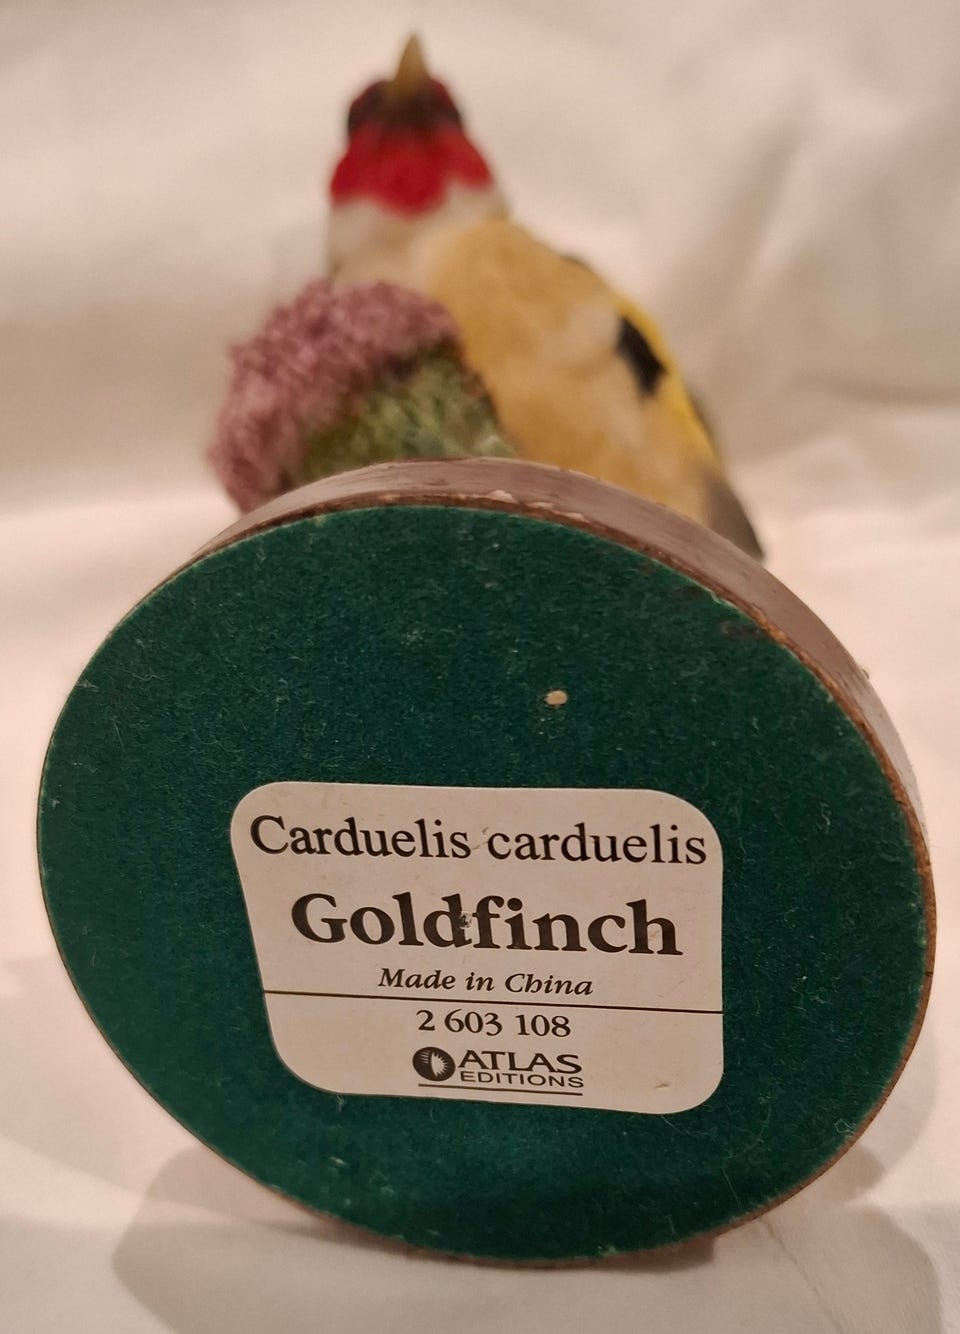 Carduelis carduelis
Goldfinch
Made in China
2 603 108
ATLAS
EDITIONS